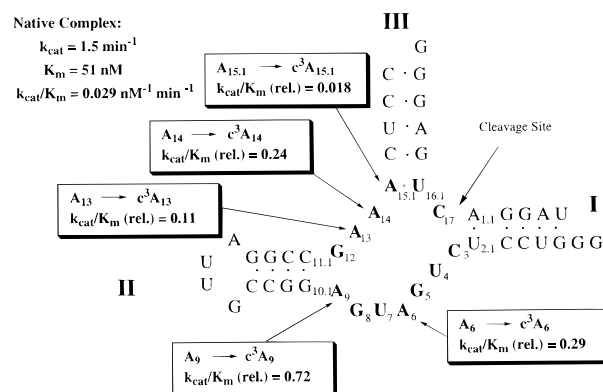 Native Complex:
kcat = 1.5 min⁻¹
Km = 51 nM
kcat/Km = 0.029 nM⁻¹ min⁻¹
III
A15.1 → c³A15.1
kcat/Km (rel.) = 0.018
G
C · G
C · G
U · A
C · G
Cleavage Site
A14 → c³A14
kcat/Km (rel.) = 0.24
A15.1 · U16.1
A14
C17
A1.1 G G A U
I
A13 → c³A13
kcat/Km (rel.) = 0.11
A13
C3
U2.1 C C U G G G
G12
U4
A G G C C11.1
U
II
U
G C C G G10.1
A9
G5
G8 U7 A6
A6 → c³A6
kcat/Km (rel.) = 0.29
A9 → c³A9
kcat/Km (rel.) = 0.72